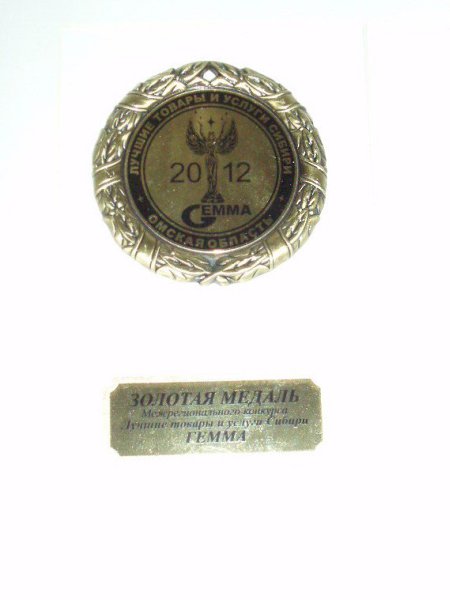 ЛУЧШИЕ ТОВАРЫ И УСЛУГИ СИБИРИ
2012
GEMMA
ОМСКАЯ ОБЛАСТЬ
ЗОЛОТАЯ МЕДАЛЬ
Межрегионального конкурса
Лучшие товары и услуги Сибири
ГЕММА